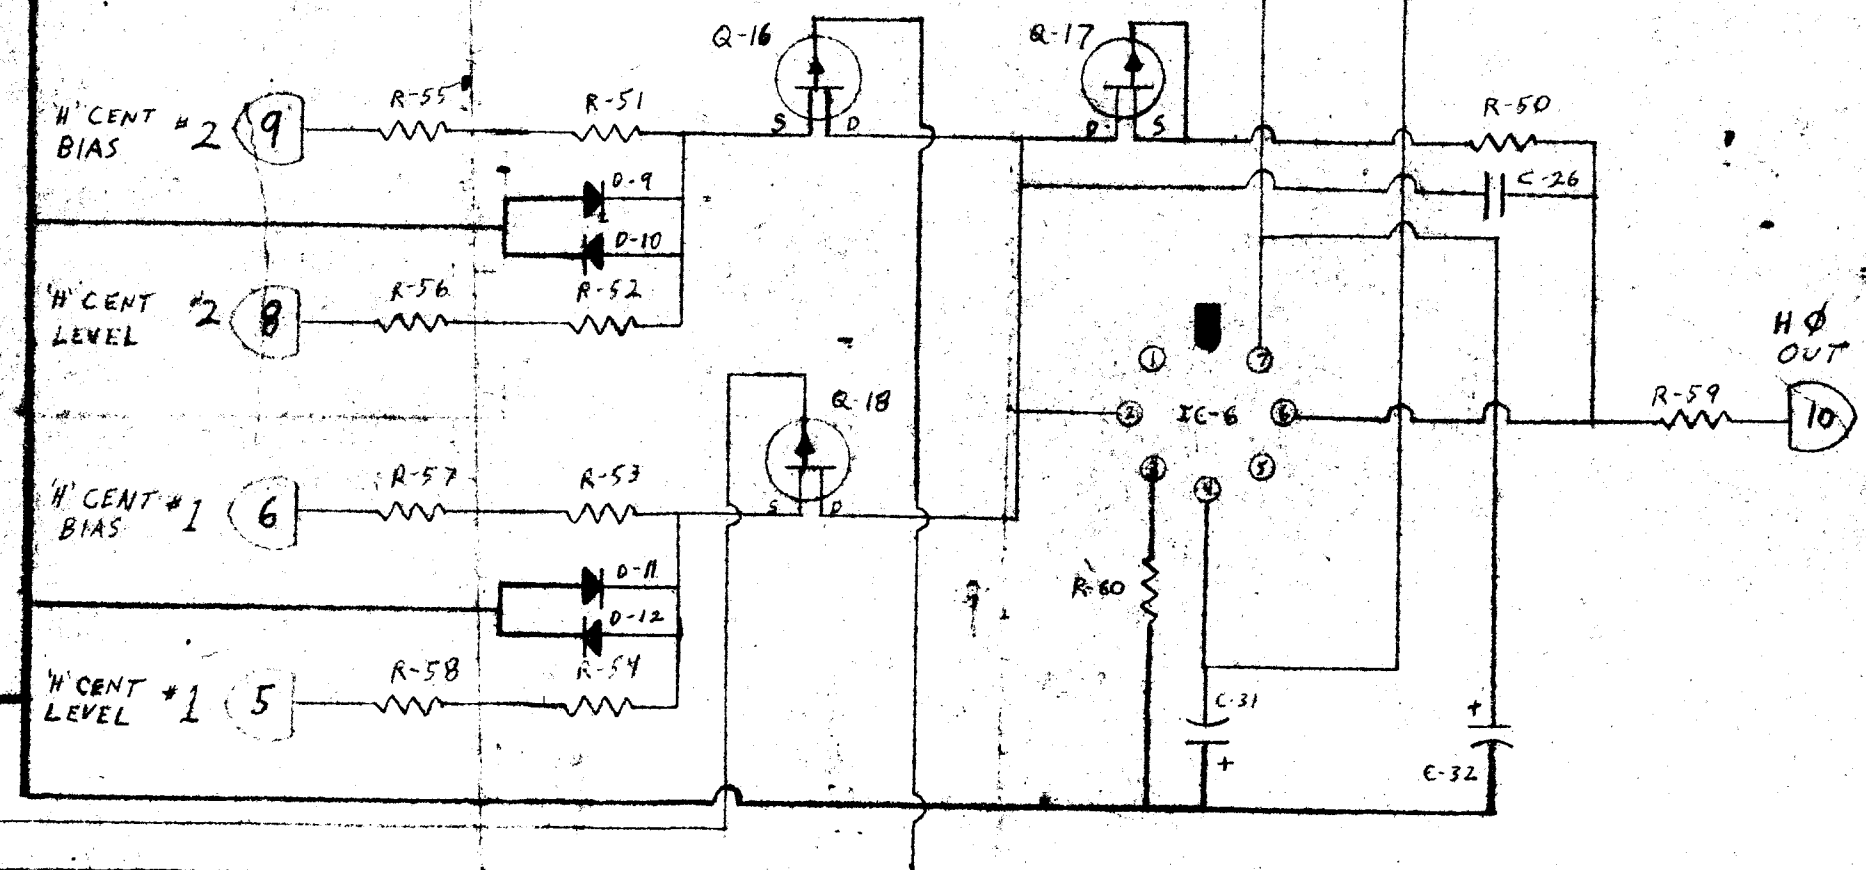 Q-16
Q-17
'H' CENT BIAS #2 9
R-55
R-51
S D
D S
R-50
C-26
D-9
D-10
'H' CENT LEVEL #2 8
R-56
R-52
H Ø OUT
1
7
Q-18
2 IC-6 6
R-59
10
3
5
4
'H' CENT BIAS #1 6
R-57
R-53
S D
D-11
D-12
R-60
'H' CENT LEVEL #1 5
R-58
R-54
C-31
+
+
C-32